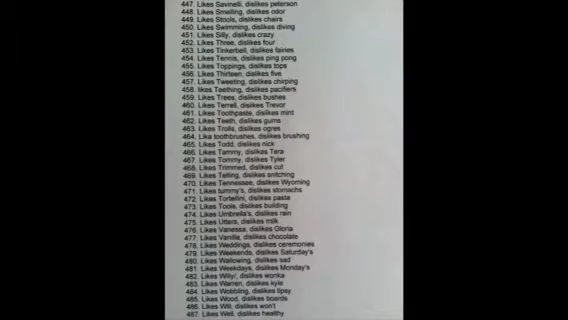 447. Likes Savinelli, dislikes peterson
448. Likes Smelling, dislikes odor
449. Likes Stools, dislikes chairs
450. Likes Swimming, dislikes diving
451. Likes Silly, dislikes crazy
452. Likes Three, dislikes four
453. Likes Tinkerbell, dislikes fairies
454. Likes Tennis, dislikes ping pong
455. Likes Toppings, dislikes tops
456. Likes Thirteen, dislikes five
457. Likes Tweeting, dislikes chirping
458. likes Teething, dislikes pacifiers
459. Likes Trees, dislikes bushes
460. Likes Terrell, dislikes Trevor
461. Likes Toothpaste, dislikes mint
462. Likes Teeth, dislikes gums
463. Likes Trolls, dislikes ogres
464. Lika toothbrushes, dislikes brushing
465. Likes Todd, dislikes nick
466. Likes Tammy, dislikes Tara
467. Likes Tommy, dislikes Tyler
468. Likes Trimmed, dislikes cut
469. Likes Telling, dislikes snitching
470. Likes Tennessee, dislikes Wyoming
471. Likes tummy's, dislikes stomachs
472. Likes Tortellini, dislikes pasta
473. Likes Tools, dislikes building
474. Likes Umbrella's, dislikes rain
475. Likes Utters, dislikes milk
476. Likes Vanessa, dislikes Gloria
477. Likes Vanilla, dislikes chocolate
478. Likes Weddings, dislikes ceremonies
479. Likes Weekends, dislikes Saturday's
480. Likes Wallowing, dislikes sad
481. Likes Weekdays, dislikes Monday's
482. Likes Willy!, dislikes wonka
483. Likes Warren, dislikes kyle
484. Likes Wobbling, dislikes tipsy
485. Likes Wood, dislikes boards
486. Likes Will, dislikes won't
487. Likes Well, dislikes healthy